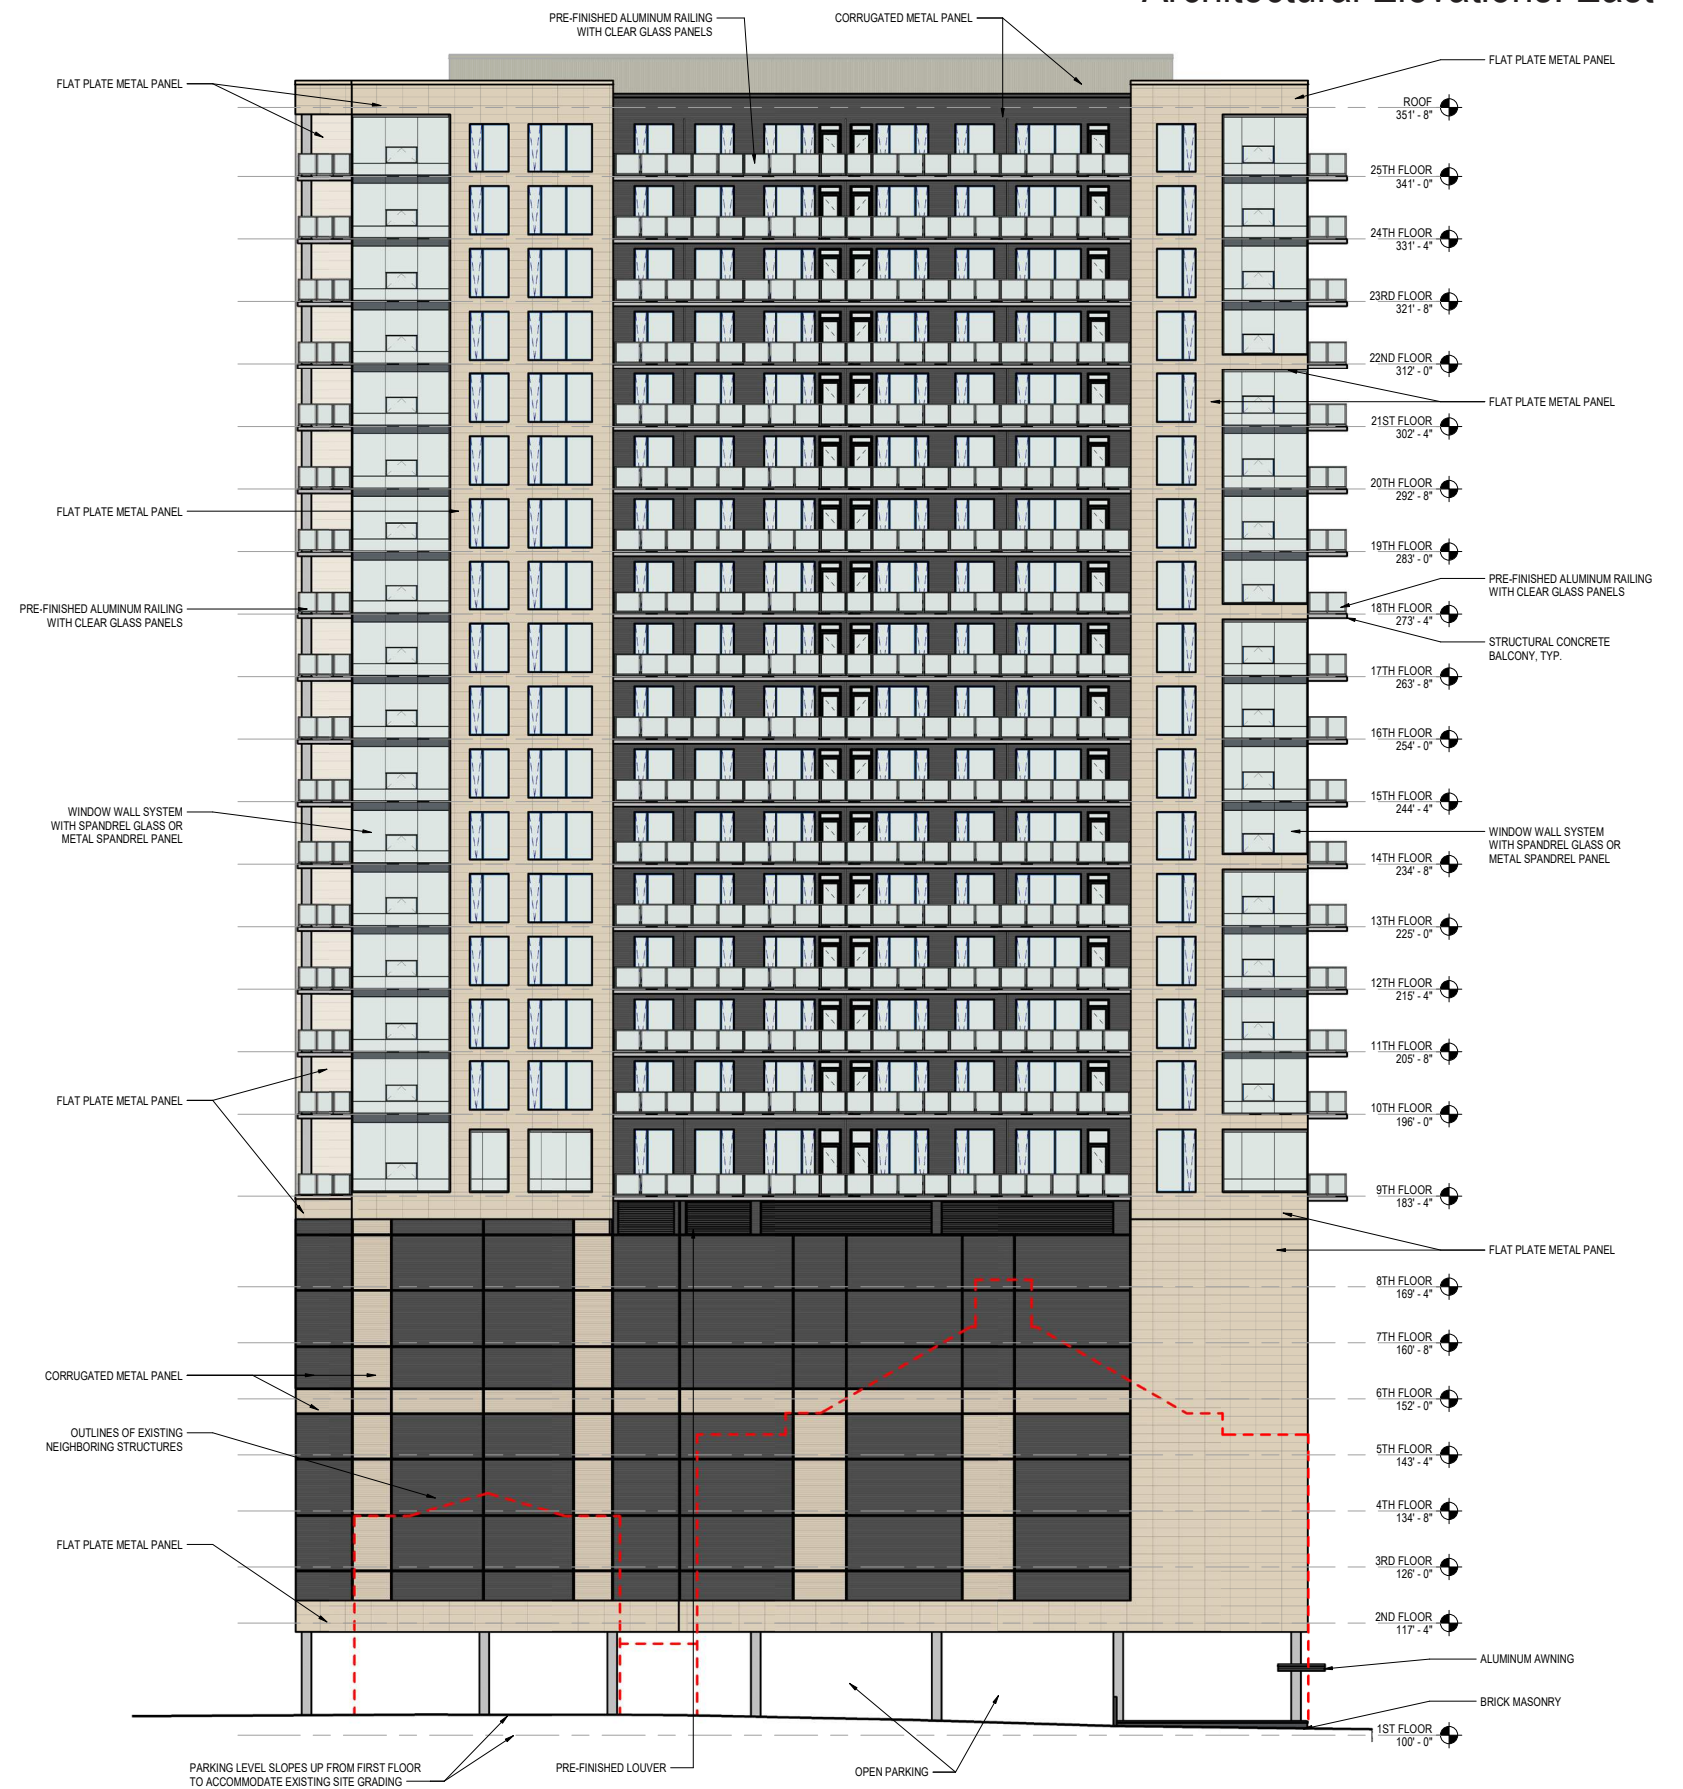 Architectural Elevations: East
PRE-FINISHED ALUMINUM RAILING
WITH CLEAR GLASS PANELS
CORRUGATED METAL PANEL
FLAT PLATE METAL PANEL
FLAT PLATE METAL PANEL
ROOF
351' - 8"
25TH FLOOR
341' - 0"
24TH FLOOR
331' - 4"
23RD FLOOR
321' - 8"
22ND FLOOR
312' - 0"
FLAT PLATE METAL PANEL
21ST FLOOR
302' - 4"
20TH FLOOR
292' - 8"
FLAT PLATE METAL PANEL
19TH FLOOR
283' - 0"
PRE-FINISHED ALUMINUM RAILING
WITH CLEAR GLASS PANELS
PRE-FINISHED ALUMINUM RAILING
WITH CLEAR GLASS PANELS
18TH FLOOR
273' - 4"
STRUCTURAL CONCRETE
BALCONY, TYP.
17TH FLOOR
263' - 8"
16TH FLOOR
254' - 0"
15TH FLOOR
244' - 4"
WINDOW WALL SYSTEM
WITH SPANDREL GLASS OR
METAL SPANDREL PANEL
WINDOW WALL SYSTEM
WITH SPANDREL GLASS OR
METAL SPANDREL PANEL
14TH FLOOR
234' - 8"
13TH FLOOR
225' - 0"
12TH FLOOR
215' - 4"
11TH FLOOR
205' - 8"
FLAT PLATE METAL PANEL
10TH FLOOR
196' - 0"
9TH FLOOR
183' - 4"
FLAT PLATE METAL PANEL
8TH FLOOR
169' - 4"
7TH FLOOR
160' - 8"
CORRUGATED METAL PANEL
6TH FLOOR
152' - 0"
OUTLINES OF EXISTING
NEIGHBORING STRUCTURES
5TH FLOOR
143' - 4"
4TH FLOOR
134' - 8"
FLAT PLATE METAL PANEL
3RD FLOOR
126' - 0"
2ND FLOOR
117' - 4"
ALUMINUM AWNING
BRICK MASONRY
1ST FLOOR
100' - 0"
PARKING LEVEL SLOPES UP FROM FIRST FLOOR
TO ACCOMMODATE EXISTING SITE GRADING
PRE-FINISHED LOUVER
OPEN PARKING